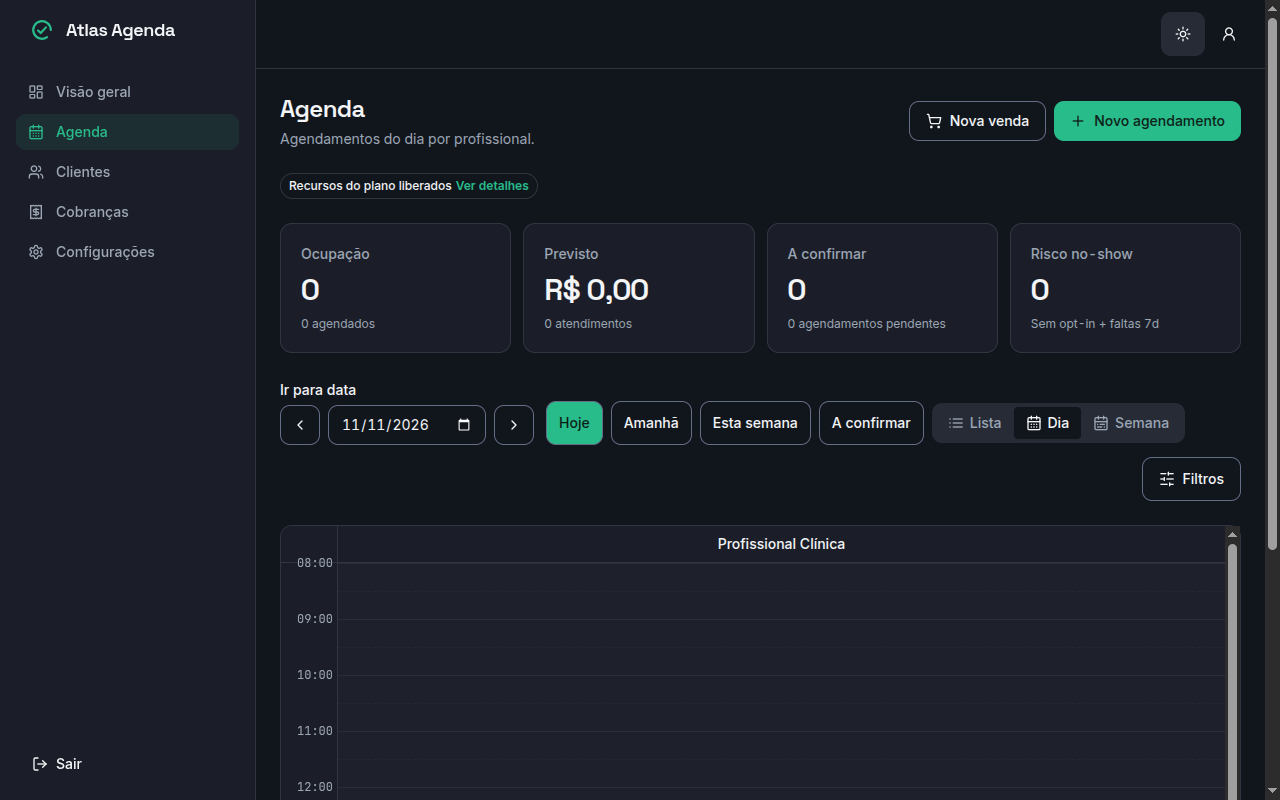 Atlas Agenda
Visão geral
Agenda
Clientes
Cobranças
Configurações
Sair
Agenda
Agendamentos do dia por profissional.
Nova venda
Novo agendamento
Recursos do plano liberados Ver detalhes
Ocupação
0
0 agendados
Previsto
R$ 0,00
0 atendimentos
A confirmar
0
0 agendamentos pendentes
Risco no-show
0
Sem opt-in + faltas 7d
Ir para data
11/11/2026
Hoje
Amanhã
Esta semana
A confirmar
Lista
Dia
Semana
Filtros
Profissional Clínica
08:00
09:00
10:00
11:00
12:00